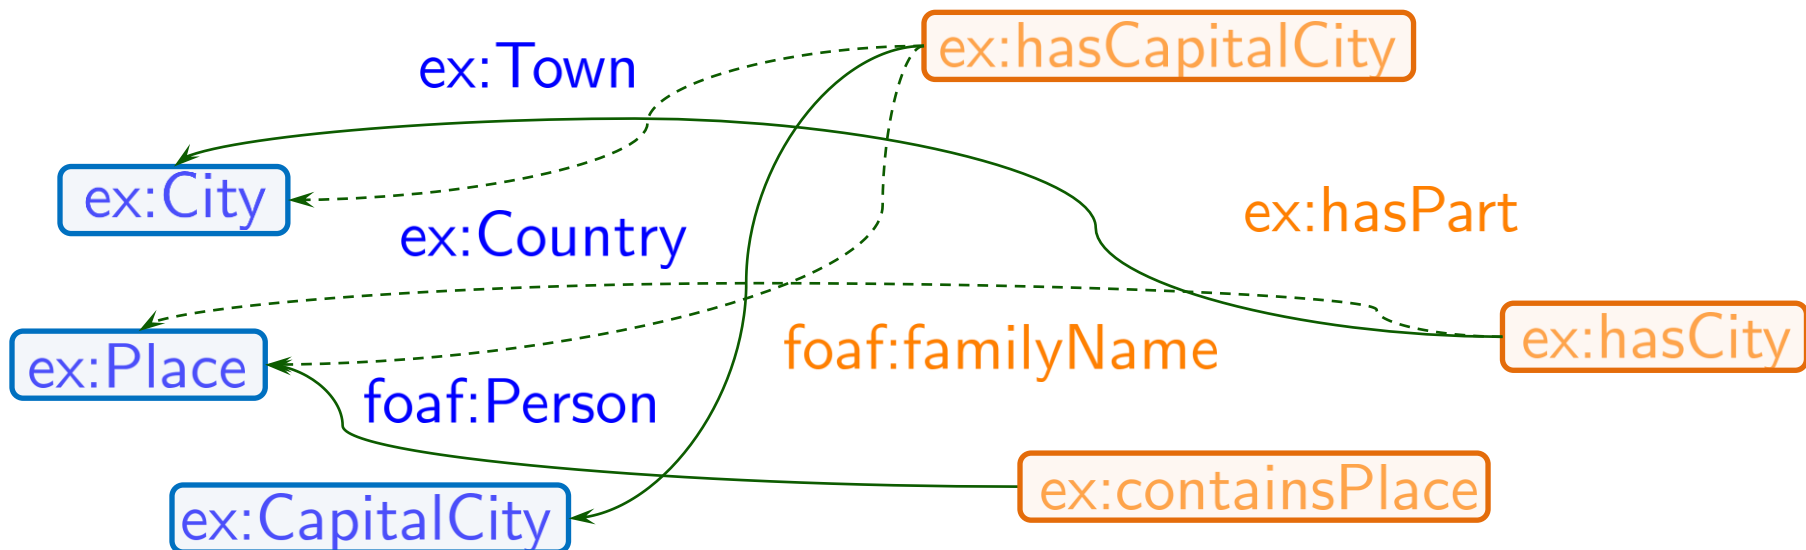 ex:hasCapitalCity
ex:Town
ex:City
ex:hasPart
ex:Country
ex:hasCity
foaf:familyName
ex:Place
foaf:Person
ex:containsPlace
ex:CapitalCity